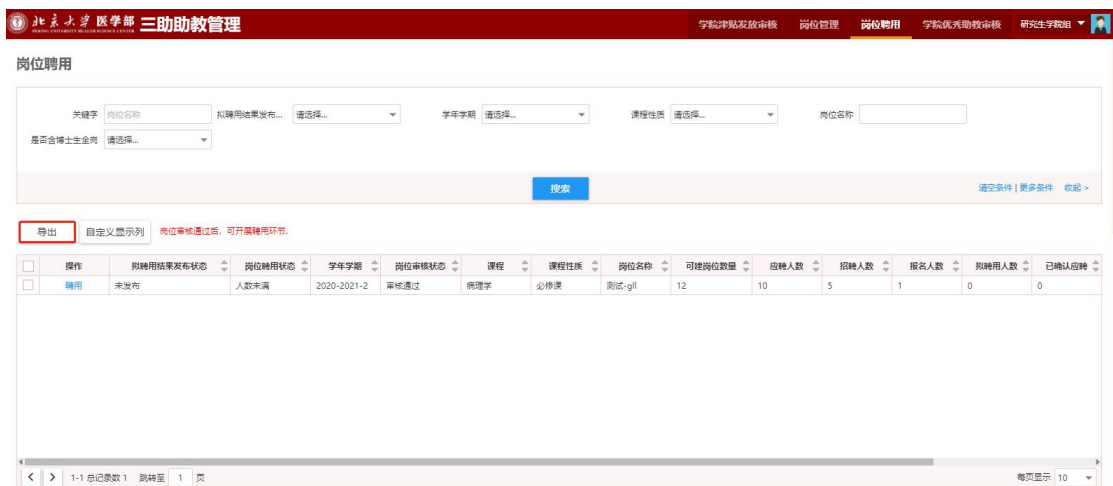 北京大学 医学部 三助助教管理 学院津贴发放审核 岗位管理 岗位聘用 学院优秀助教审核 研究生学院组
PEKING UNIVERSITY HEALTH SCIENCE CENTER
岗位聘用
关键字 岗位名称 拟聘用结果发布... 请选择... 学年学期 请选择... 课程性质 请选择... 岗位名称
是否含博士生全岗 请选择...
搜索 清空条件 | 更多条件 收起 >
导出 自定义显示列 岗位审核通过后，可开展聘用环节.
操作 拟聘用结果发布状态 岗位聘用状态 学年学期 岗位审核状态 课程 课程性质 岗位名称 可建岗位数量 应聘人数 招聘人数 报名人数 拟聘用人数 已确认应聘
聘用 未发布 人数未满 2020-2021-2 审核通过 病理学 必修课 测试-gll 12 10 5 1 0 0
1-1 总记录数 1 跳转至 1 页 每页显示 10